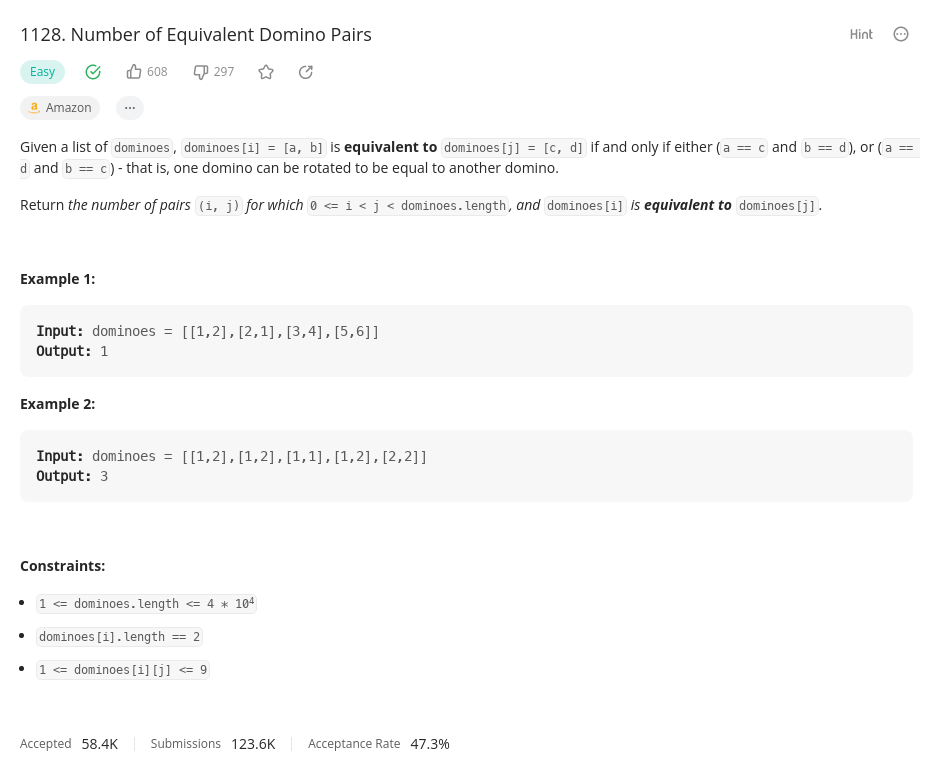 1128. Number of Equivalent Domino Pairs
Hint
Easy
608
297
a Amazon
Given a list of dominoes, dominoes[i] = [a, b] is equivalent to dominoes[j] = [c, d] if and only if either (a == c and b == d), or (a ==
d and b == c) - that is, one domino can be rotated to be equal to another domino.
Return the number of pairs (i, j) for which 0 <= i < j < dominoes.length, and dominoes[i] is equivalent to dominoes[j].
Example 1:
Input: dominoes = [[1,2],[2,1],[3,4],[5,6]]
Output: 1
Example 2:
Input: dominoes = [[1,2],[1,2],[1,1],[1,2],[2,2]]
Output: 3
Constraints:
1 <= dominoes.length <= 4 * 10⁴
dominoes[i].length == 2
1 <= dominoes[i][j] <= 9
Accepted 58.4K Submissions 123.6K Acceptance Rate 47.3%